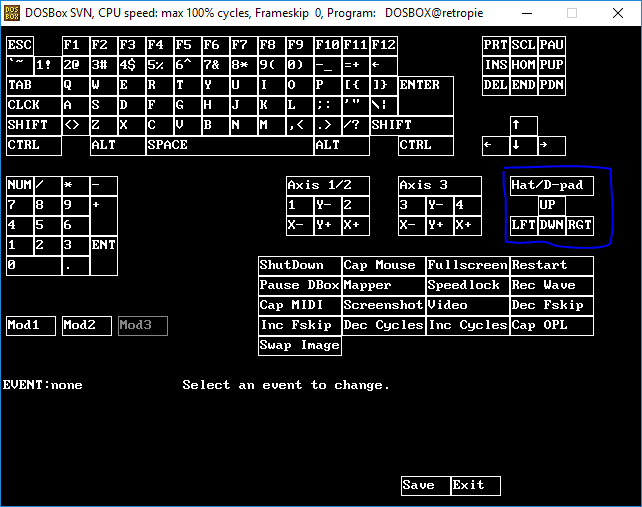 DOSBox SVN, CPU speed: max 100% cycles, Frameskip 0, Program: DOSBOX@retropie
ESC F1 F2 F3 F4 F5 F6 F7 F8 F9 F10 F11 F12 PRT SCL PAU
`~ 1! 2@ 3# 4$ 5% 6^ 7& 8* 9( 0) -_ =+ ← INS HOM PUP
TAB Q W E R T Y U I O P [{ ]} ENTER DEL END PDN
CLCK A S D F G H J K L ;: '" \|
SHIFT <> Z X C V B N M ,< .> /? SHIFT ↑
CTRL ALT SPACE ALT CTRL ← ↓ →
NUM / * - Axis 1/2 Axis 3 Hat/D-pad
7 8 9 + 1 Y- 2 3 Y- 4 UP
4 5 6 X- Y+ X+ X- Y+ X+ LFT DWN RGT
1 2 3 ENT
0 .
ShutDown Cap Mouse Fullscreen Restart
Pause DBox Mapper Speedlock Rec Wave
Cap MIDI Screenshot Video Dec Fskip
Mod1 Mod2 Mod3 Inc Fskip Dec Cycles Inc Cycles Cap OPL
Swap Image
EVENT:none Select an event to change.
Save Exit